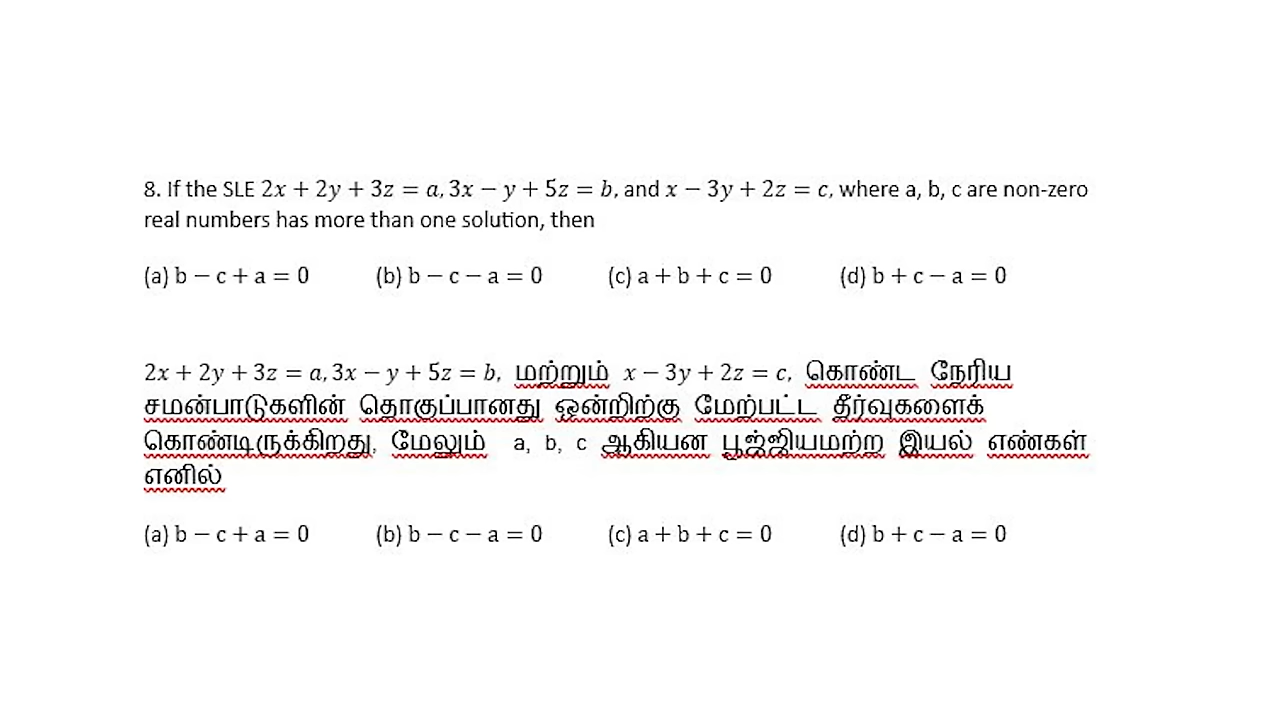 8. If the SLE 2x + 2y + 3z = a, 3x − y + 5z = b, and x − 3y + 2z = c, where a, b, c are non-zero
real numbers has more than one solution, then
(a) b − c + a = 0 (b) b − c − a = 0 (c) a + b + c = 0 (d) b + c − a = 0
2x + 2y + 3z = a, 3x − y + 5z = b, மற்றும் x − 3y + 2z = c, கொண்ட நேரிய
சமன்பாடுகளின் தொகுப்பானது ஒன்றிற்கு மேற்பட்ட தீர்வுகளைக்
கொண்டிருக்கிறது, மேலும் a, b, c ஆகியன பூஜ்ஜியமற்ற இயல் எண்கள்
எனில்
(a) b − c + a = 0 (b) b − c − a = 0 (c) a + b + c = 0 (d) b + c − a = 0